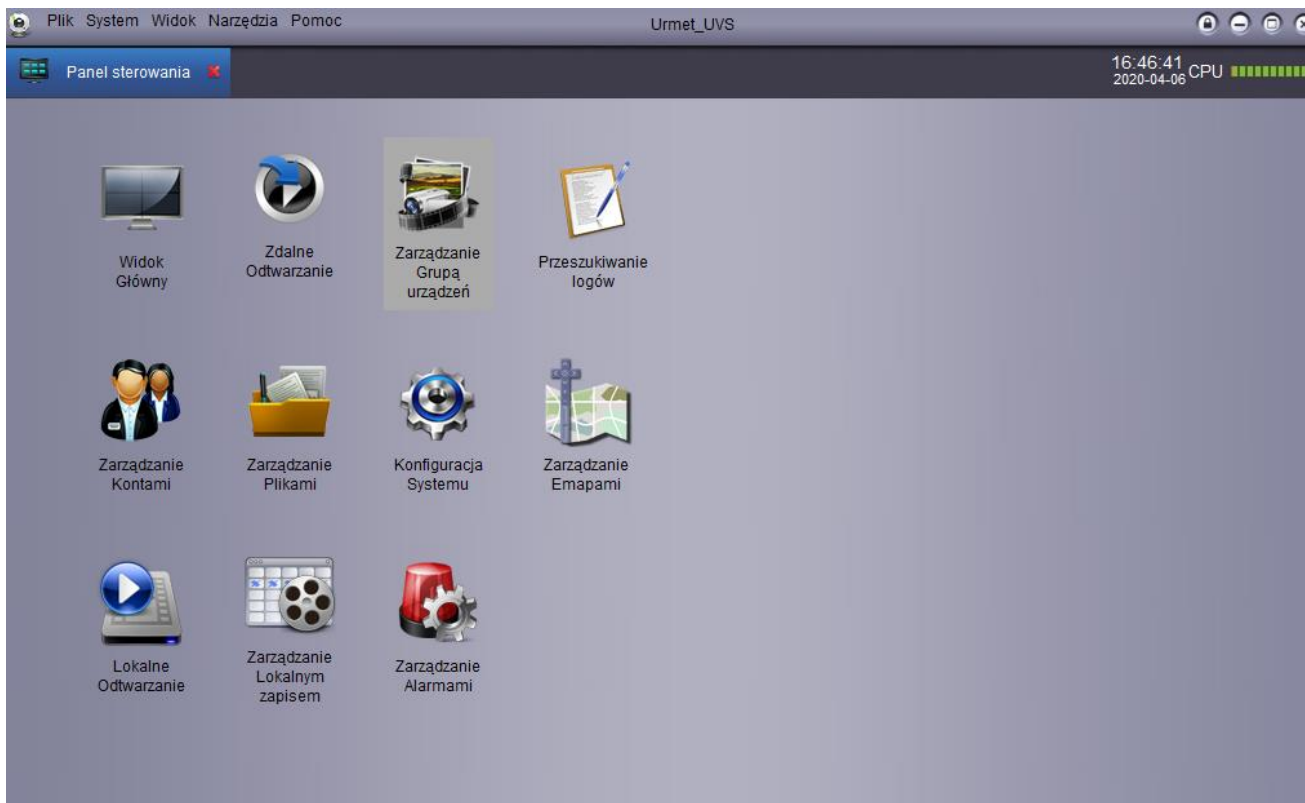 Plik System Widok Narzędzia Pomoc
Urmet_UVS
Panel sterowania
16:46:41
2020-04-06
CPU
Widok
Główny
Zdalne
Odtwarzanie
Zarządzanie
Grupą
urządzeń
Przeszukiwanie
logów
Zarządzanie
Kontami
Zarządzanie
Plikami
Konfiguracja
Systemu
Zarządzanie
Emapami
Lokalne
Odtwarzanie
Zarządzanie
Lokalnym
zapisem
Zarządzanie
Alarmami